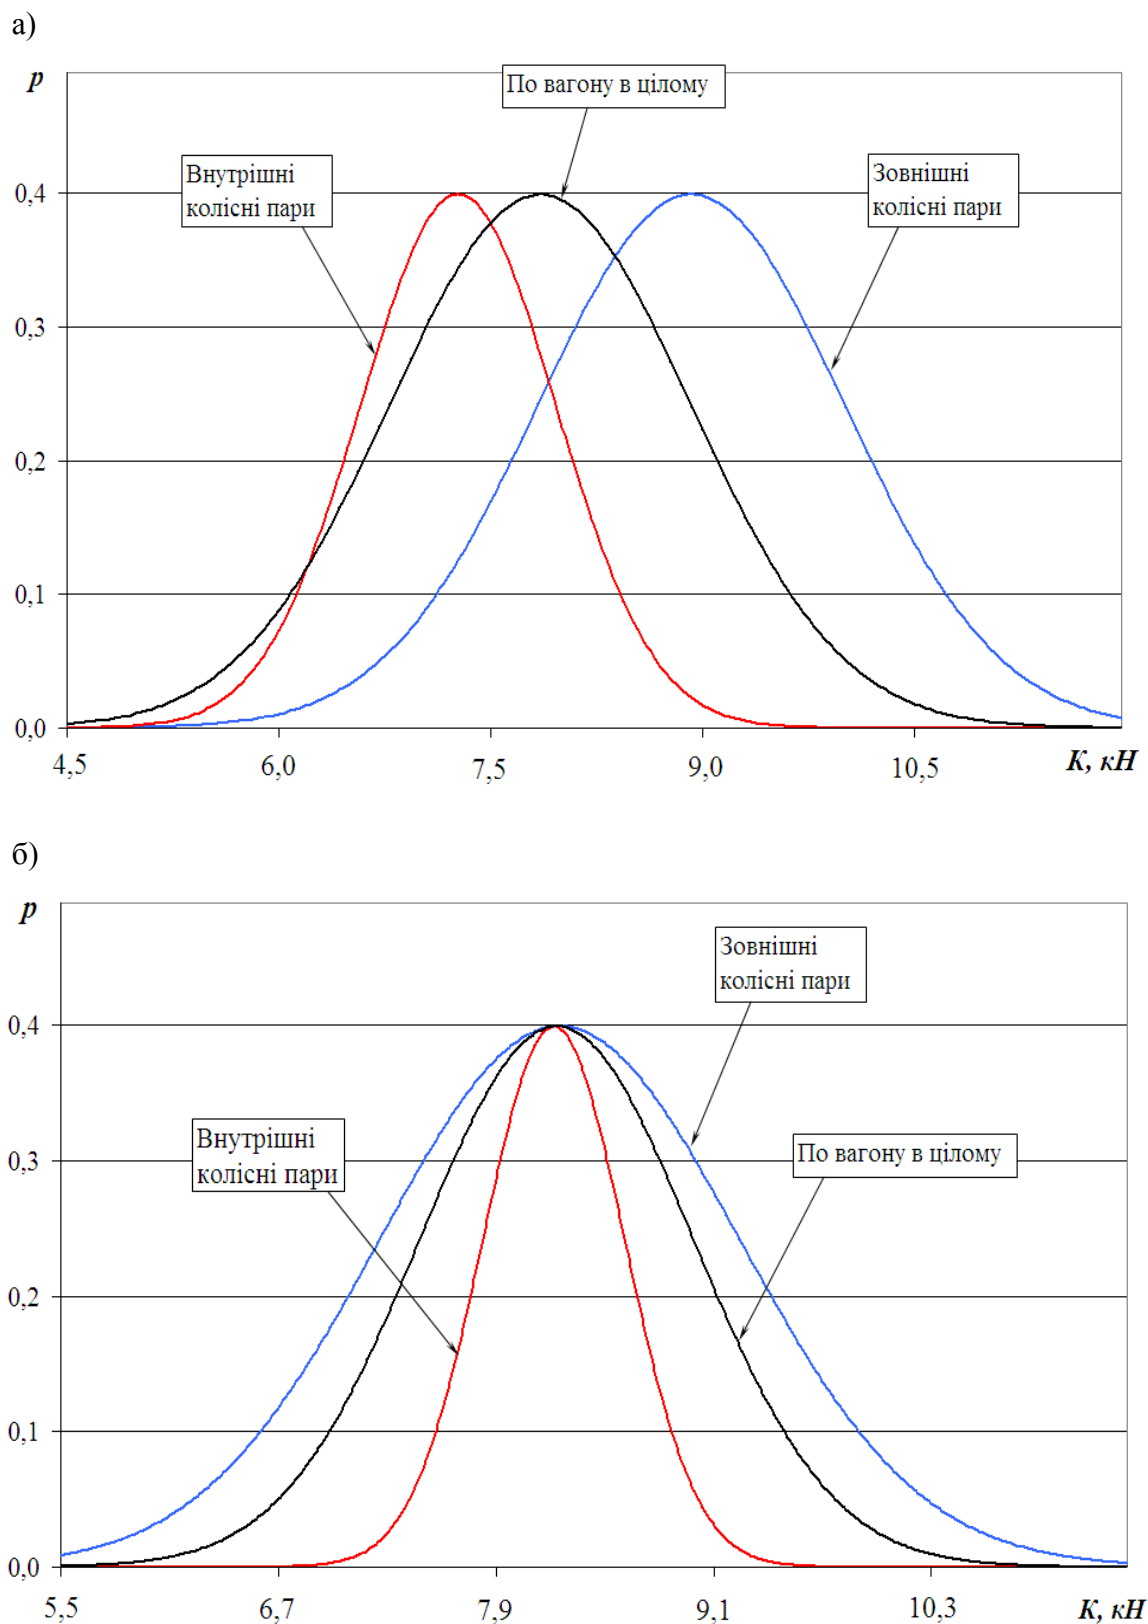 а)
p
По вагону в цілому
Внутрішні
колісні пари
Зовнішні
колісні пари
0,4
0,3
0,2
0,1
0,0
4,5 6,0 7,5 9,0 10,5 K, кН
б)
p
Зовнішні
колісні пари
0,4
Внутрішні
колісні пари
По вагону в цілому
0,3
0,2
0,1
0,0
5,5 6,7 7,9 9,1 10,3 K, кН